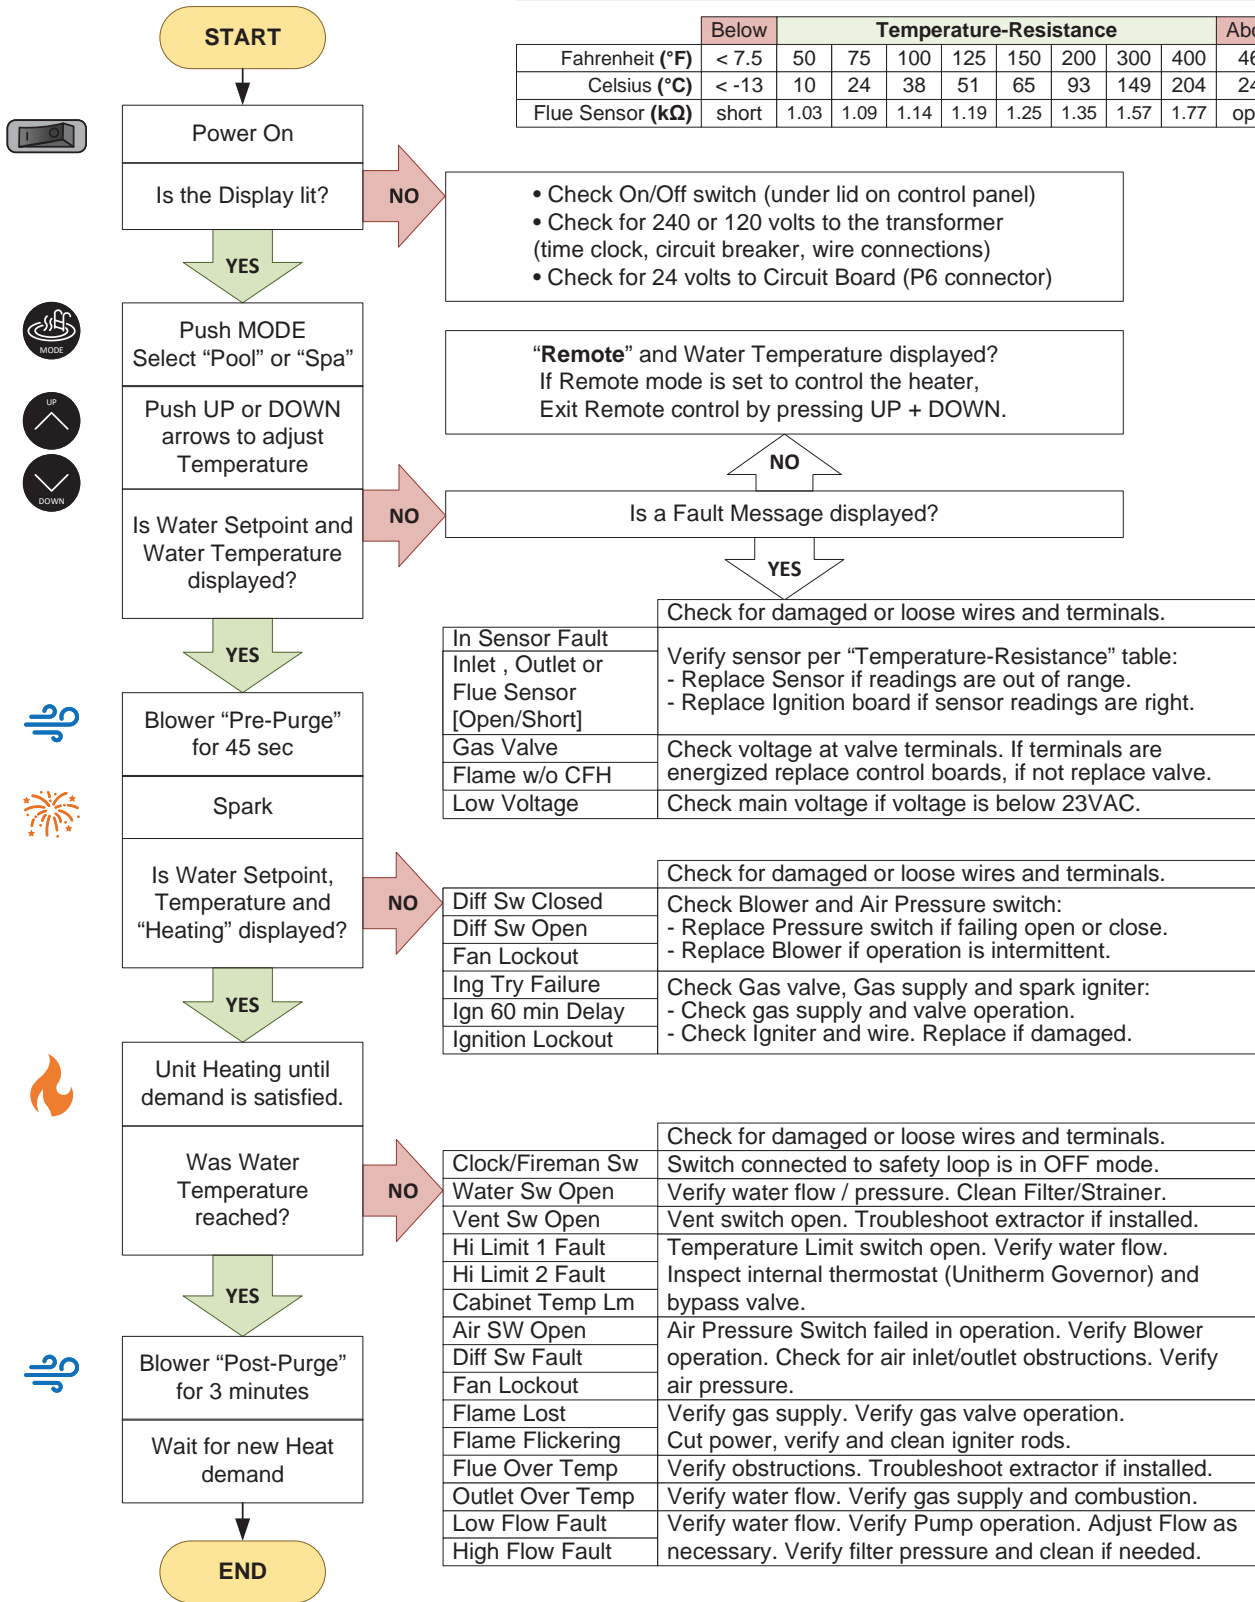 START
Below Temperature-Resistance
Fahrenheit (°F) < 7.5 50 75 100 125 150 200 300 400
Celsius (°C) < -13 10 24 38 51 65 93 149 204
Flue Sensor (kΩ) short 1.03 1.09 1.14 1.19 1.25 1.35 1.57 1.77
Power On
Is the Display lit?
NO
• Check On/Off switch (under lid on control panel)
• Check for 240 or 120 volts to the transformer
(time clock, circuit breaker, wire connections)
• Check for 24 volts to Circuit Board (P6 connector)
YES
MODE
Push MODE
Select “Pool” or “Spa”
UP
DOWN
Push UP or DOWN
arrows to adjust
Temperature
“Remote” and Water Temperature displayed?
If Remote mode is set to control the heater,
Exit Remote control by pressing UP + DOWN.
NO
Is Water Setpoint and
Water Temperature
displayed?
NO
Is a Fault Message displayed?
YES
YES
Check for damaged or loose wires and terminals.
In Sensor Fault
Inlet , Outlet or
Flue Sensor
[Open/Short]
Verify sensor per “Temperature-Resistance” table:
- Replace Sensor if readings are out of range.
- Replace Ignition board if sensor readings are right.
Gas Valve
Flame w/o CFH
Check voltage at valve terminals. If terminals are
energized replace control boards, if not replace valve.
Low Voltage
Check main voltage if voltage is below 23VAC.
Blower “Pre-Purge”
for 45 sec
Spark
Is Water Setpoint,
Temperature and
“Heating” displayed?
NO
Check for damaged or loose wires and terminals.
Diff Sw Closed
Diff Sw Open
Fan Lockout
Check Blower and Air Pressure switch:
- Replace Pressure switch if failing open or close.
- Replace Blower if operation is intermittent.
Ing Try Failure
Ign 60 min Delay
Ignition Lockout
Check Gas valve, Gas supply and spark igniter:
- Check gas supply and valve operation.
- Check Igniter and wire. Replace if damaged.
YES
Unit Heating until
demand is satisfied.
Was Water
Temperature
reached?
NO
Check for damaged or loose wires and terminals.
Clock/Fireman Sw
Switch connected to safety loop is in OFF mode.
Water Sw Open
Verify water flow / pressure. Clean Filter/Strainer.
Vent Sw Open
Vent switch open. Troubleshoot extractor if installed.
Hi Limit 1 Fault
Hi Limit 2 Fault
Cabinet Temp Lm
Temperature Limit switch open. Verify water flow.
Inspect internal thermostat (Unitherm Governor) and
bypass valve.
Air SW Open
Diff Sw Fault
Fan Lockout
Air Pressure Switch failed in operation. Verify Blower
operation. Check for air inlet/outlet obstructions. Verify
air pressure.
Flame Lost
Flame Flickering
Verify gas supply. Verify gas valve operation.
Cut power, verify and clean igniter rods.
Flue Over Temp
Verify obstructions. Troubleshoot extractor if installed.
Outlet Over Temp
Verify water flow. Verify gas supply and combustion.
Low Flow Fault
High Flow Fault
Verify water flow. Verify Pump operation. Adjust Flow as
necessary. Verify filter pressure and clean if needed.
YES
Blower “Post-Purge”
for 3 minutes
Wait for new Heat
demand
END